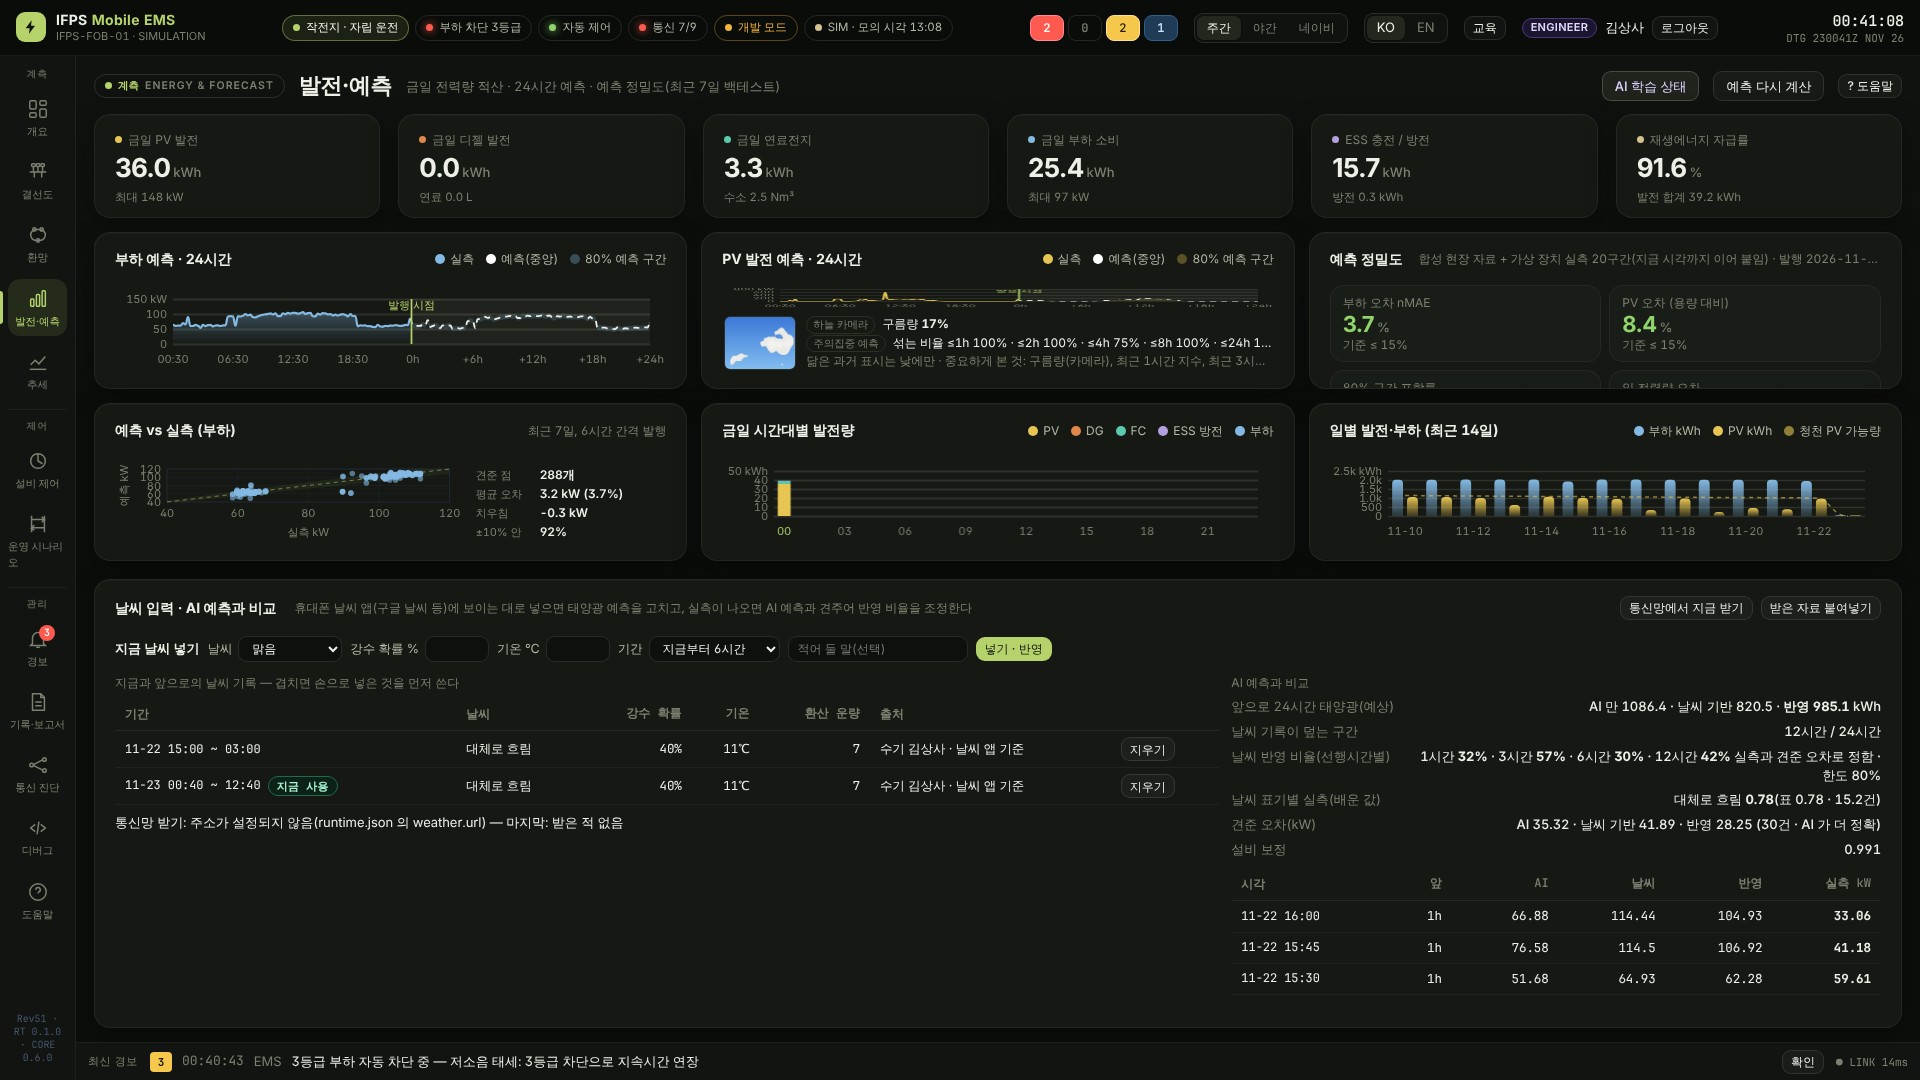 IFPS Mobile EMS
IFPS-FOB-01 · SIMULATION
작전지 · 자립 운전
부하 차단 3등급
자동 제어
통신 7/9
개발 모드
SIM · 모의 시각 13:08
2 0 2 1
주간 야간 네이비
KO EN
교육
ENGINEER 김상사 로그아웃
00:41:08
DTG 230041Z NOV 26
계측
개요
결선도
환망
발전·예측
추세
제어
설비 제어
운영 시나리오
관리
3
경보
기록·보고서
통신 진단
디버그
도움말
RevS1 ·
RT 0.1.0
· CORE
0.6.0
계측 ENERGY & FORECAST
발전·예측
금일 전력량 적산 · 24시간 예측 · 예측 정밀도(최근 7일 백테스트)
AI 학습 상태
예측 다시 계산
? 도움말
금일 PV 발전
36.0 kWh
최대 148 kW
금일 디젤 발전
0.0 kWh
연료 0.0 L
금일 연료전지
3.3 kWh
수소 2.5 Nm³
금일 부하 소비
25.4 kWh
최대 97 kW
ESS 충전 / 방전
15.7 kWh
방전 0.3 kWh
재생에너지 자급률
91.6 %
발전 합계 39.2 kWh
부하 예측 · 24시간
실측 예측(중앙) 80% 예측 구간
발행 시점
150 kW
100
50
0
00:30 06:30 12:30 18:30 0h +6h +12h +18h +24h
PV 발전 예측 · 24시간
실측 예측(중앙) 80% 예측 구간
하늘 카메라 구름량 17%
주의집중 예측 섞는 비율 ≤1h 100% · ≤2h 100% · ≤4h 75% · ≤8h 100% · ≤24h 1...
닮은 과거 표시는 낮에만 · 중요하게 본 것: 구름량(카메라), 최근 1시간 지수, 최근 3시...
예측 정밀도
합성 현장 자료 + 가상 장치 실측 20구간(지금 시각까지 이어 붙임) · 발행 2026-11-...
부하 오차 nMAE
3.7 %
기준 ≤ 15%
PV 오차 (용량 대비)
8.4 %
기준 ≤ 15%
예측 vs 실측 (부하)
최근 7일, 6시간 간격 발행
예측 kW
120
100
80
60
40
40 60 80 100 120
실측 kW
견준 점 288개
평균 오차 3.2 kW (3.7%)
치우침 -0.3 kW
±10% 안 92%
금일 시간대별 발전량
PV DG FC ESS 방전 부하
50 kWh
40
30
20
10
0
00 03 06 09 12 15 18 21
일별 발전·부하 (최근 14일)
부하 kWh PV kWh 청천 PV 가능량
2.5k kWh
2.0k
1.5k
1.0k
500
0
11-10 11-12 11-14 11-16 11-18 11-20 11-22
날씨 입력 · AI 예측과 비교
휴대폰 날씨 앱(구글 날씨 등)에 보이는 대로 넣으면 태양광 예측을 고치고, 실측이 나오면 AI 예측과 견주어 반영 비율을 조정한다
통신망에서 지금 받기
받은 자료 붙여넣기
지금 날씨 넣기 날씨 맑음 강수 확률 % 기온 ℃ 기간 지금부터 6시간 적어 둘 말(선택) 넣기 · 반영
지금과 앞으로의 날씨 기록 — 겹치면 손으로 넣은 것을 먼저 쓴다
기간 날씨 강수 확률 기온 환산 운량 출처
11-22 15:00 ~ 03:00 대체로 흐림 40% 11℃ 7 수기 김상사 · 날씨 앱 기준 지우기
11-23 00:40 ~ 12:40 지금 사용 대체로 흐림 40% 11℃ 7 수기 김상사 · 날씨 앱 기준 지우기
통신망 받기: 주소가 설정되지 않음(runtime.json 의 weather.url) — 마지막: 받은 적 없음
AI 예측과 비교
앞으로 24시간 태양광(예상) AI 만 1086.4 · 날씨 기반 820.5 · 반영 985.1 kWh
날씨 기록이 덮는 구간 12시간 / 24시간
날씨 반영 비율(선행시간별) 1시간 32% · 3시간 57% · 6시간 30% · 12시간 42% 실측과 견준 오차로 정함 ·
한도 80%
날씨 표기별 실측(배운 값) 대체로 흐림 0.78(표 0.78 · 15.2건)
견준 오차(kW) AI 35.32 · 날씨 기반 41.89 · 반영 28.25 (30건 · AI 가 더 정확)
설비 보정 0.991
시각 앞 AI 날씨 반영 실측 kW
11-22 16:00 1h 66.88 114.44 104.93 33.06
11-22 15:45 1h 76.58 114.5 106.92 41.18
11-22 15:30 1h 51.68 64.93 62.28 59.61
최신 경보 3 00:40:43 EMS 3등급 부하 자동 차단 중 — 저소음 태세: 3등급 차단으로 지속시간 연장
확인
LINK 14ms